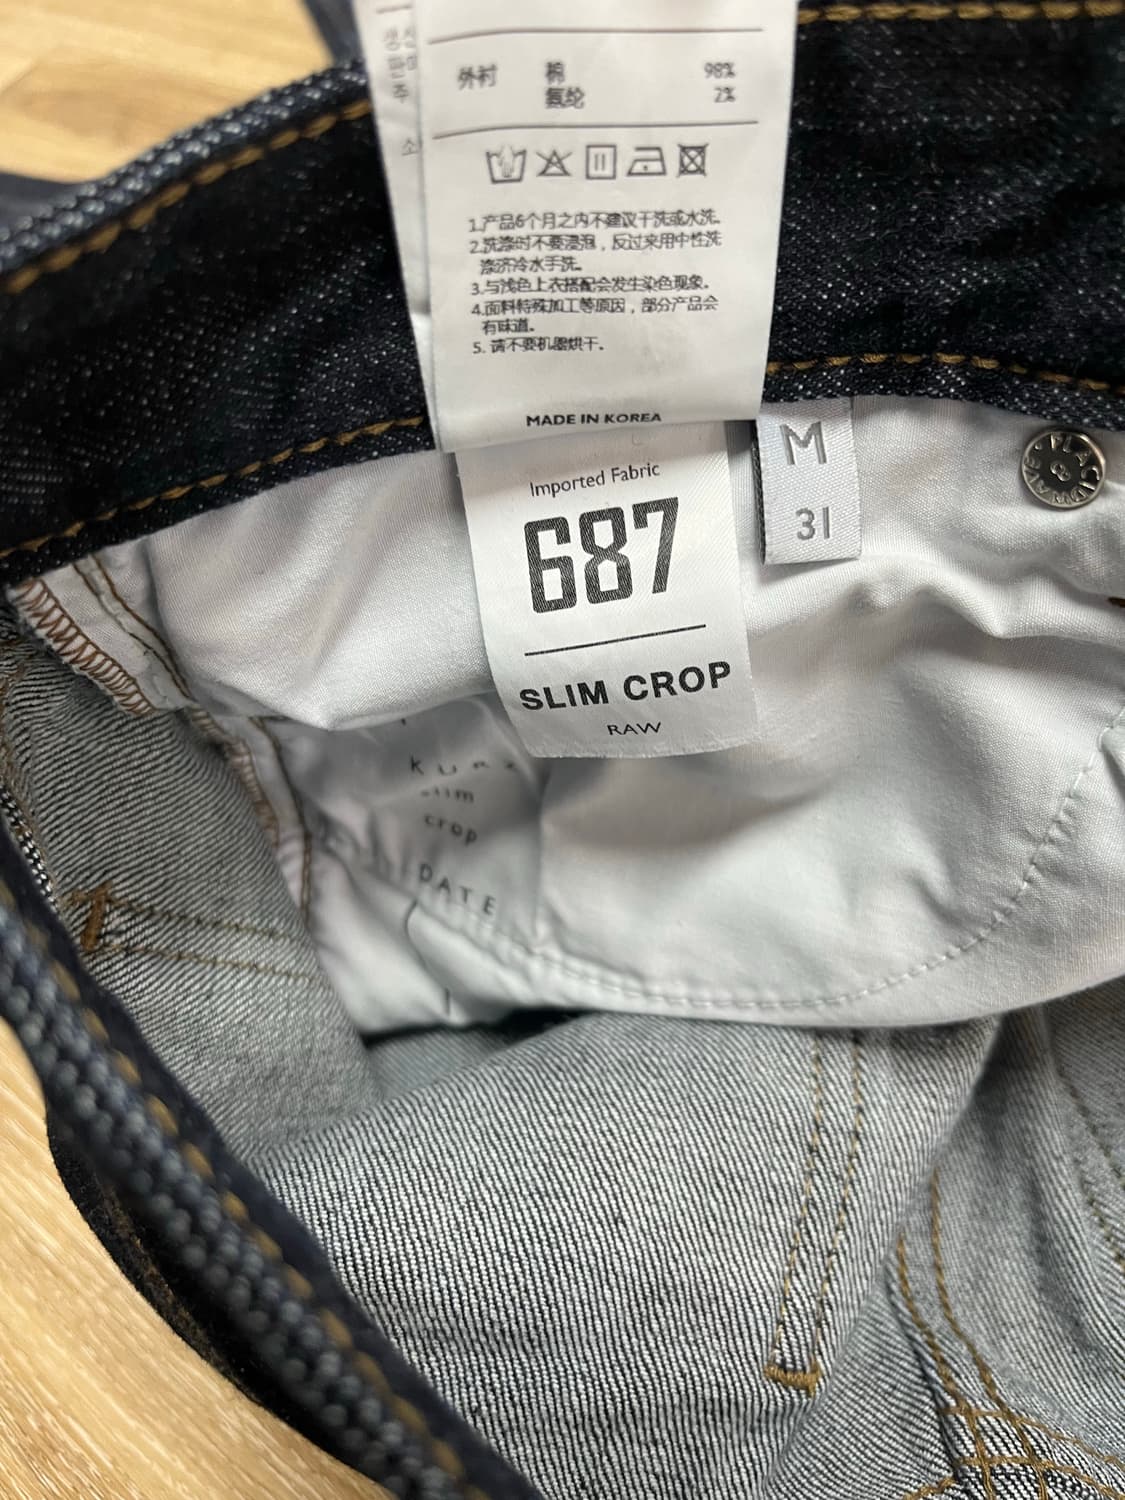 外衬 棉 98%
氨纶 2%
1.产品6个月之内不建议干洗或水洗。
2.洗涤时不要浸泡，反过来用中性洗
涤济冷水手洗。
3.与浅色上衣搭配会发生染色现象。
4.面料特殊加工等原因，部分产品会
有味道。
5. 请不要机器烘干。
MADE IN KOREA
Imported Fabric
687
SLIM CROP
RAW
M
31
crop
DATE